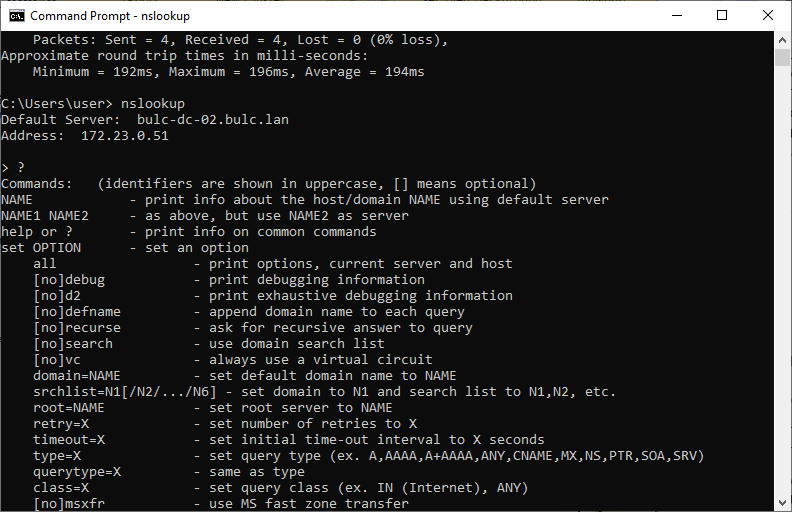 Command Prompt - nslookup
    Packets: Sent = 4, Received = 4, Lost = 0 (0% loss),
Approximate round trip times in milli-seconds:
    Minimum = 192ms, Maximum = 196ms, Average = 194ms
C:\Users\user> nslookup
Default Server:  bulc-dc-02.bulc.lan
Address:  172.23.0.51
> ?
Commands:   (identifiers are shown in uppercase, [] means optional)
NAME            - print info about the host/domain NAME using default server
NAME1 NAME2     - as above, but use NAME2 as server
help or ?       - print info on common commands
set OPTION      - set an option
    all                 - print options, current server and host
    [no]debug           - print debugging information
    [no]d2              - print exhaustive debugging information
    [no]defname         - append domain name to each query
    [no]recurse         - ask for recursive answer to query
    [no]search          - use domain search list
    [no]vc              - always use a virtual circuit
    domain=NAME         - set default domain name to NAME
    srchlist=N1[/N2/.../N6] - set domain to N1 and search list to N1,N2, etc.
    root=NAME           - set root server to NAME
    retry=X             - set number of retries to X
    timeout=X           - set initial time-out interval to X seconds
    type=X              - set query type (ex. A,AAAA,A+AAAA,ANY,CNAME,MX,NS,PTR,SOA,SRV)
    querytype=X         - same as type
    class=X             - set query class (ex. IN (Internet), ANY)
    [no]msxfr           - use MS fast zone transfer